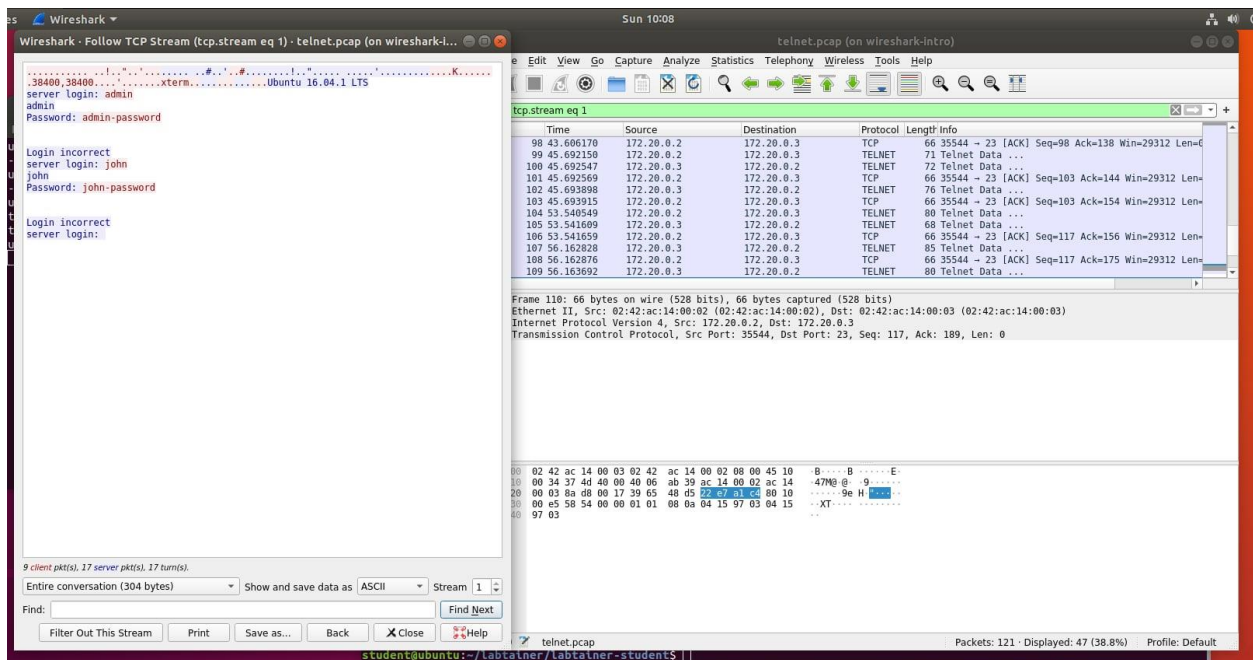 es Wireshark ▾ Sun 10:08
Wireshark · Follow TCP Stream (tcp.stream eq 1) · telnet.pcap (on wireshark-i...
telnet.pcap (on wireshark-intro)
.......... ..!..".. '....... ..... ..#..'..#........!.."..... .....'.............K......
.38400,38400....'.......xterm..............Ubuntu 16.04.1 LTS
server login: admin
admin
Password: admin-password
Login incorrect
server login: john
john
Password: john-password
Login incorrect
server login:
9 client pkt(s), 17 server pkt(s), 17 turn(s).
Entire conversation (304 bytes) Show and save data as ASCII Stream 1
Find: Find Next
Filter Out This Stream Print Save as... Back Close Help
e Edit View Go Capture Analyze Statistics Telephony Wireless Tools Help
tcp.stream eq 1
Time Source Destination Protocol Length Info
98 43.606170 172.20.0.2 172.20.0.3 TCP 66 35544 → 23 [ACK] Seq=98 Ack=138 Win=29312 Len=0
99 45.692150 172.20.0.2 172.20.0.3 TELNET 71 Telnet Data ...
100 45.692547 172.20.0.3 172.20.0.2 TELNET 72 Telnet Data ...
101 45.692569 172.20.0.2 172.20.0.3 TCP 66 35544 → 23 [ACK] Seq=103 Ack=144 Win=29312 Len=
102 45.693898 172.20.0.3 172.20.0.2 TELNET 76 Telnet Data ...
103 45.693915 172.20.0.2 172.20.0.3 TCP 66 35544 → 23 [ACK] Seq=103 Ack=154 Win=29312 Len=
104 53.540549 172.20.0.2 172.20.0.3 TELNET 80 Telnet Data ...
105 53.541609 172.20.0.3 172.20.0.2 TELNET 68 Telnet Data ...
106 53.541659 172.20.0.2 172.20.0.3 TCP 66 35544 → 23 [ACK] Seq=117 Ack=156 Win=29312 Len=
107 56.162828 172.20.0.3 172.20.0.2 TELNET 85 Telnet Data ...
108 56.162876 172.20.0.2 172.20.0.3 TCP 66 35544 → 23 [ACK] Seq=117 Ack=175 Win=29312 Len=
109 56.163692 172.20.0.3 172.20.0.2 TELNET 80 Telnet Data ...
Frame 110: 66 bytes on wire (528 bits), 66 bytes captured (528 bits)
Ethernet II, Src: 02:42:ac:14:00:02 (02:42:ac:14:00:02), Dst: 02:42:ac:14:00:03 (02:42:ac:14:00:03)
Internet Protocol Version 4, Src: 172.20.0.2, Dst: 172.20.0.3
Transmission Control Protocol, Src Port: 35544, Dst Port: 23, Seq: 117, Ack: 189, Len: 0
00 02 42 ac 14 00 03 02 42 ac 14 00 02 08 00 45 10 ·B·····B ······E·
10 00 34 37 4d 40 00 40 06 ab 39 ac 14 00 02 ac 14 ·47M@·@· ·9······
20 00 03 8a d8 00 17 39 65 48 d5 22 e7 a1 c4 80 10 ······9e H·"·····
30 00 e5 58 54 00 00 01 01 08 0a 04 15 97 03 04 15 ··XT···· ········
40 97 03 ··
telnet.pcap Packets: 121 · Displayed: 47 (38.8%) Profile: Default
student@ubuntu:~/labtainer/labtainer-student$